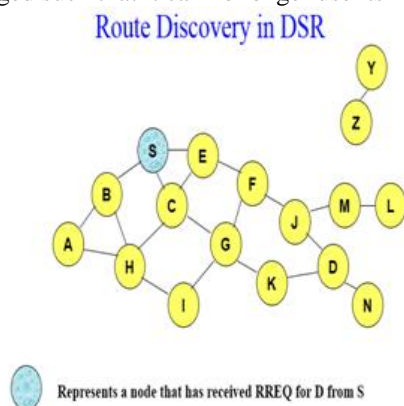 Route Discovery in DSR
Y
Z
S E
F
B
C
M L
J
A
G
H
D
K
I N
Represents a node that has received RREQ for D from S